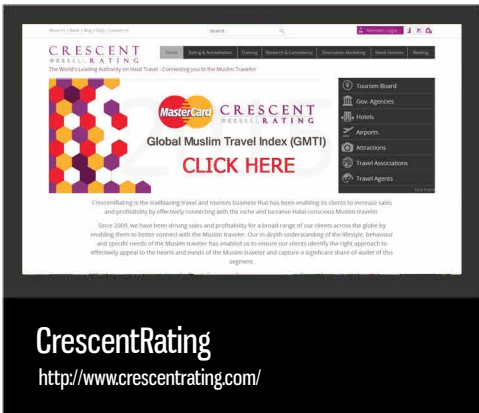 About Us | News | Blog | FAQs | Contact Us
Search...
Member Login
CRESCENT
RATING
The World's Leading Authority on Halal Travel - Connecting you to the Muslim Traveller
Home
Rating & Accreditation
Training
Research & Consultancy
Destination Marketing
Travel Services
Ranking
MasterCard
CRESCENT
RATING
Global Muslim Travel Index (GMTI)
CLICK HERE
Tourism Board
Gov. Agencies
Hotels
Airports
Attractions
Travel Associations
Travel Agents
CrescentRating is the trailblazing travel and tourism business that has been enabling its clients to increase sales
and profitability by effectively connecting with the niche and lucrative Halal conscious Muslim traveler.
Since 2009, we have been driving sales and profitability for a broad range of our clients across the globe by
enabling them to better connect with the Muslim traveler. Our in-depth understanding of the lifestyle, behaviour
and specific needs of the Muslim traveler has enabled us to ensure our clients identify the right approach to
effectively appeal to the hearts and minds of the Muslim traveler and capture a significant share-of-wallet of this
segment.
CrescentRating
http://www.crescentrating.com/